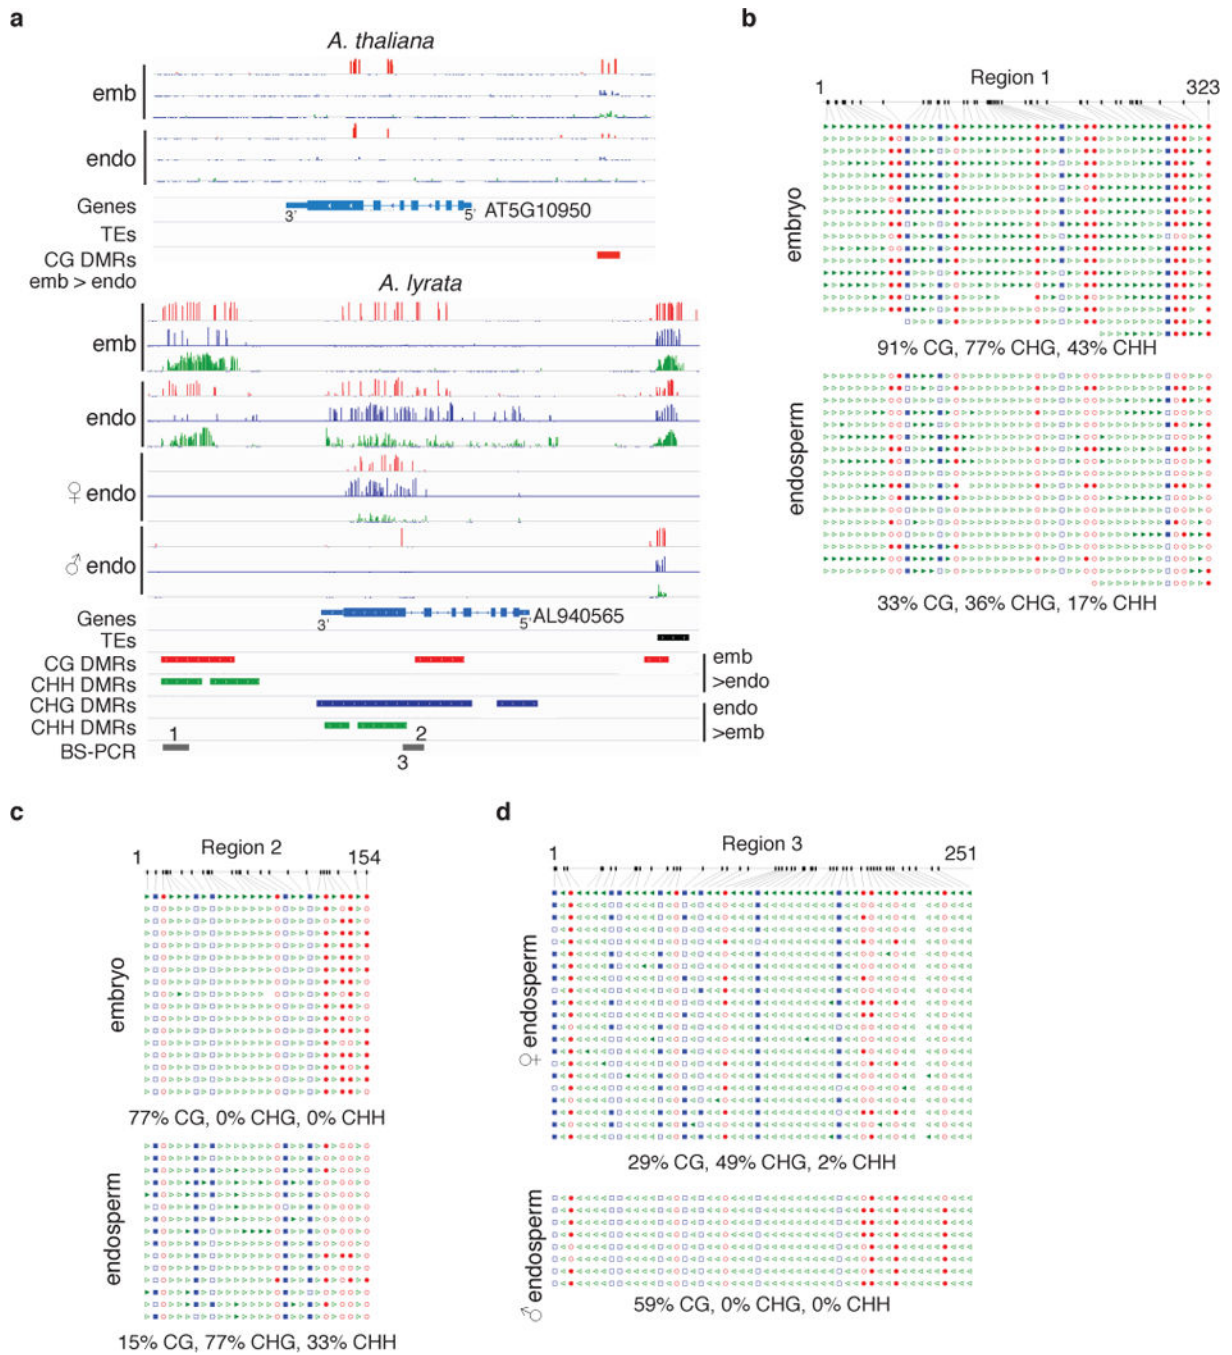 a
A. thaliana
emb
endo
Genes
3' 5' AT5G10950
TEs
CG DMRs
emb > endo
A. lyrata
emb
endo
♀ endo
♂ endo
Genes
3' 5' AL940565
TEs
CG DMRs
CHH DMRs
emb
>endo
CHG DMRs
CHH DMRs
endo
>emb
BS-PCR
1
2
3
b
1 Region 1 323
embryo
91% CG, 77% CHG, 43% CHH
endosperm
33% CG, 36% CHG, 17% CHH
c
1 Region 2 154
embryo
77% CG, 0% CHG, 0% CHH
endosperm
15% CG, 77% CHG, 33% CHH
d
1 Region 3 251
♀ endosperm
29% CG, 49% CHG, 2% CHH
♂ endosperm
59% CG, 0% CHG, 0% CHH